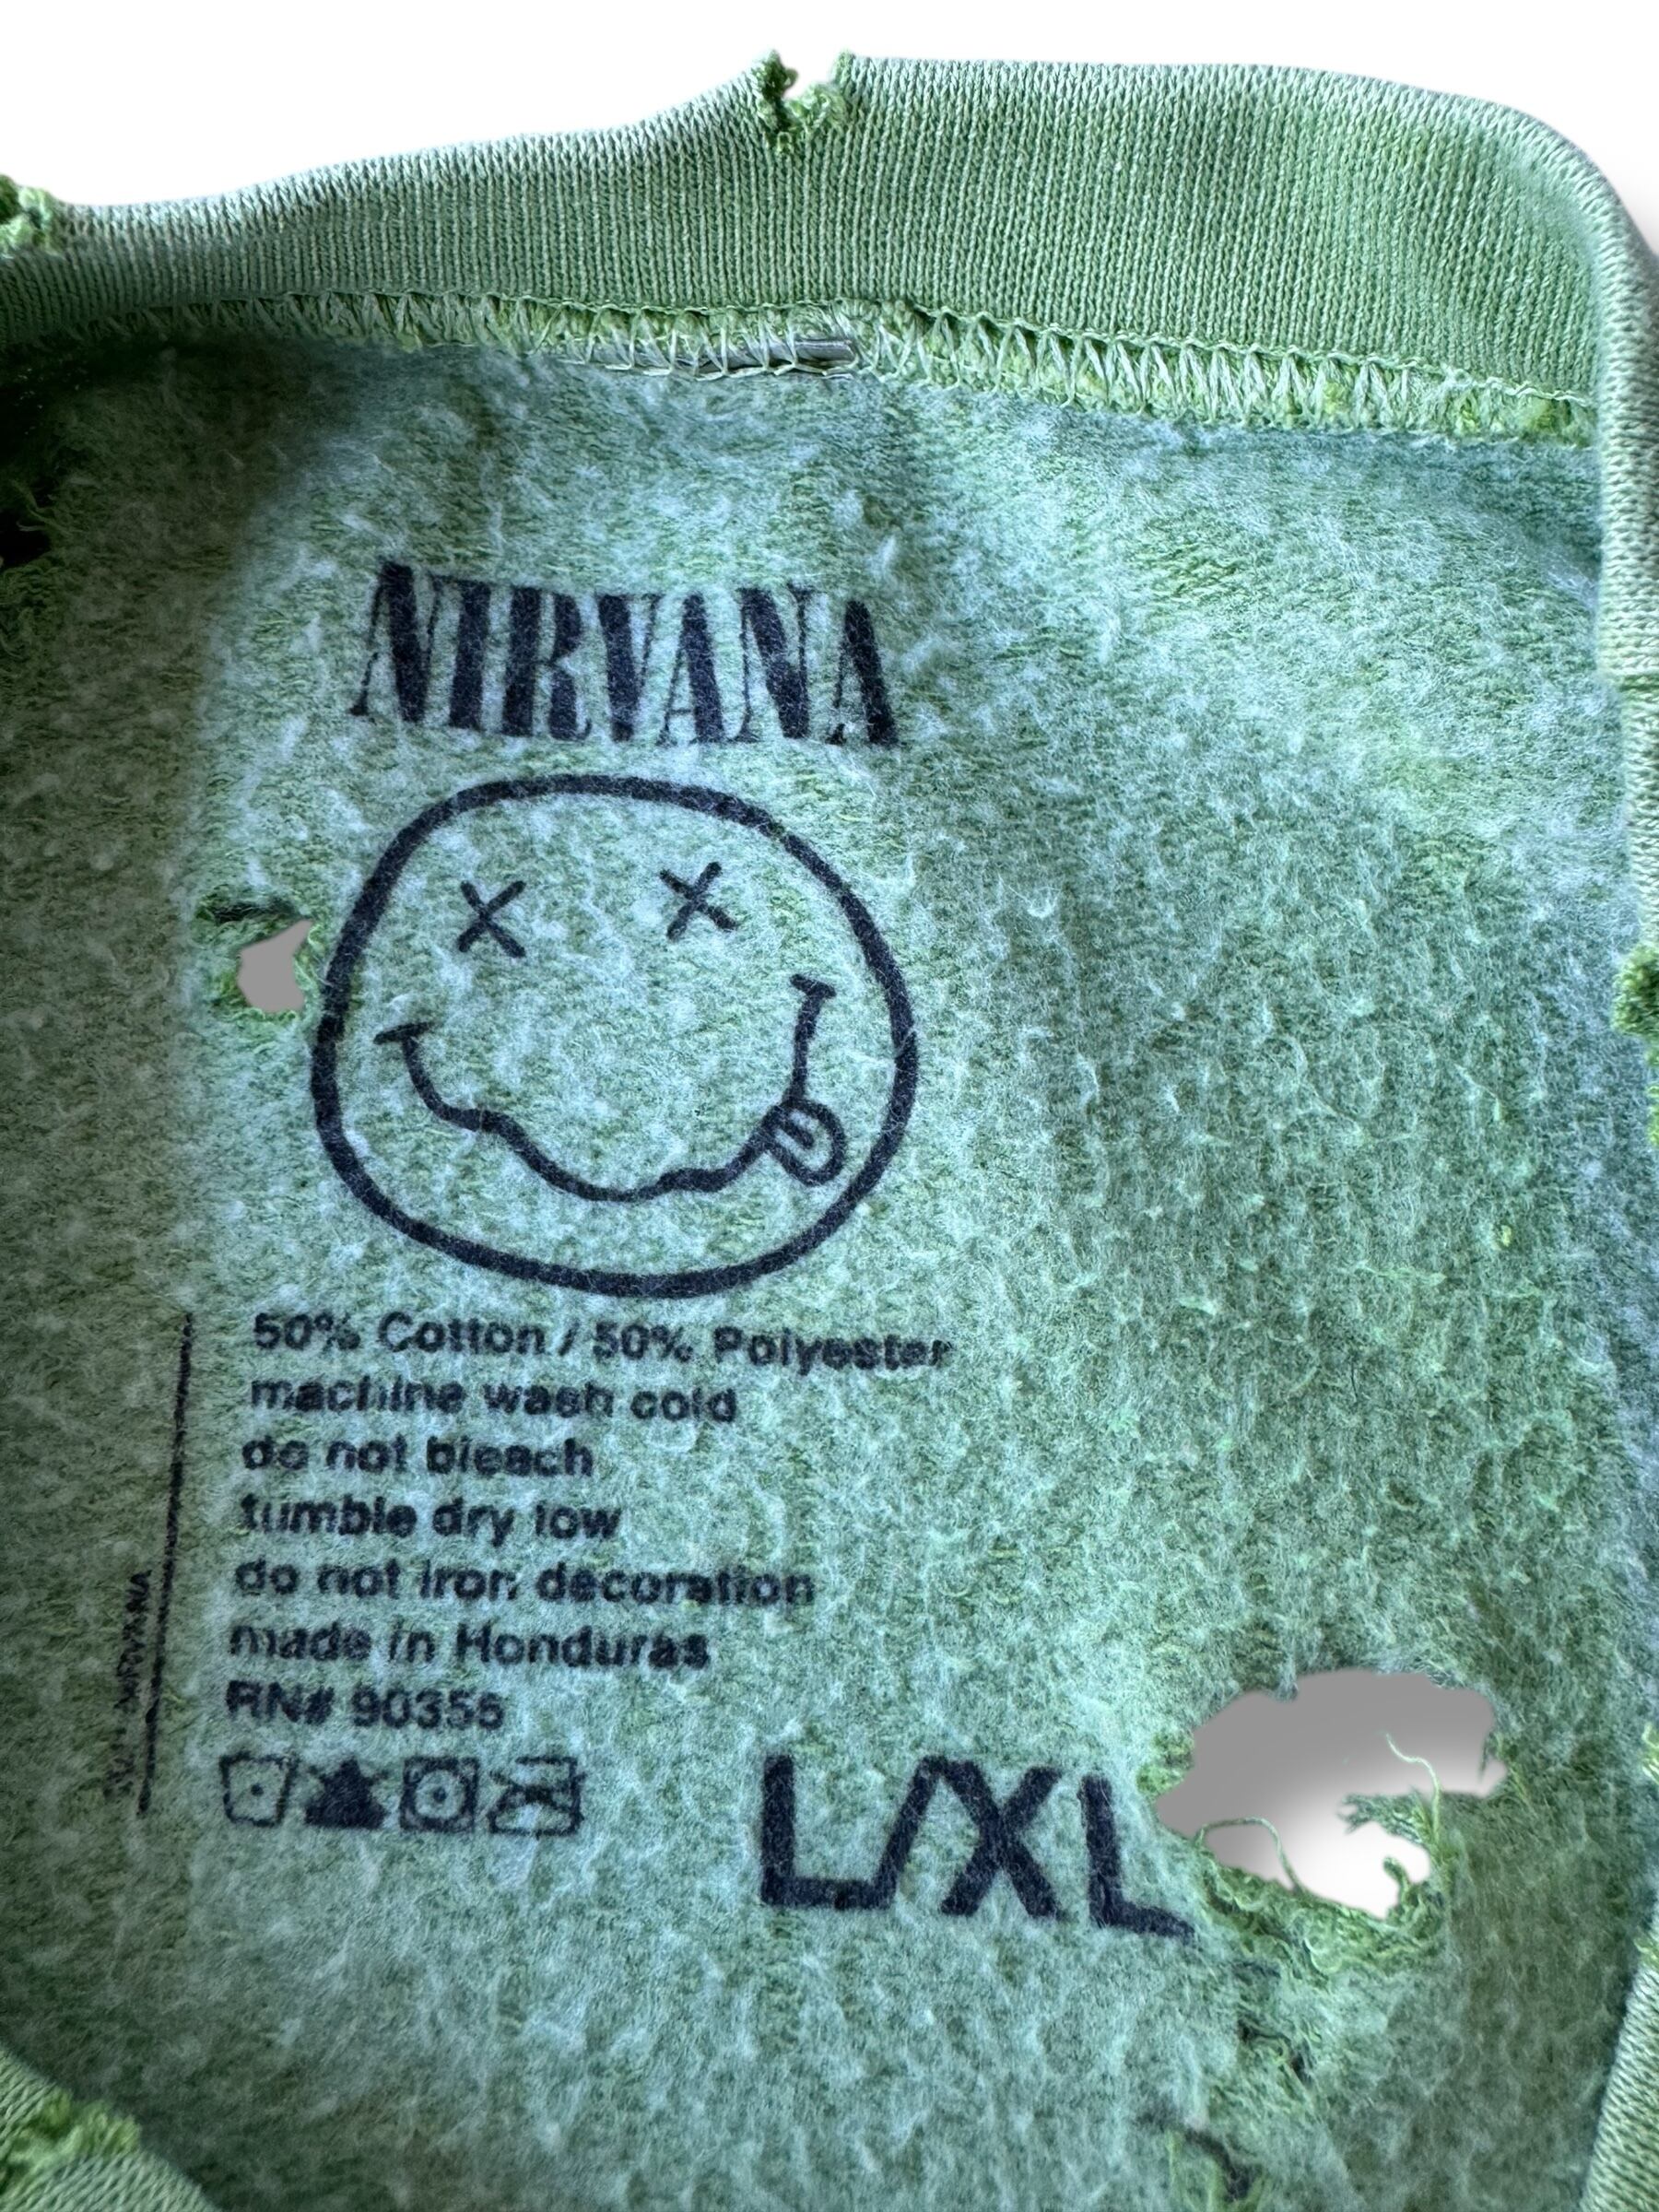 NIRVANA
50% Cotton / 50% Polyester
machine wash cold
do not bleach
tumble dry low
do not iron decoration
made in Honduras
RN# 90355
L/XL